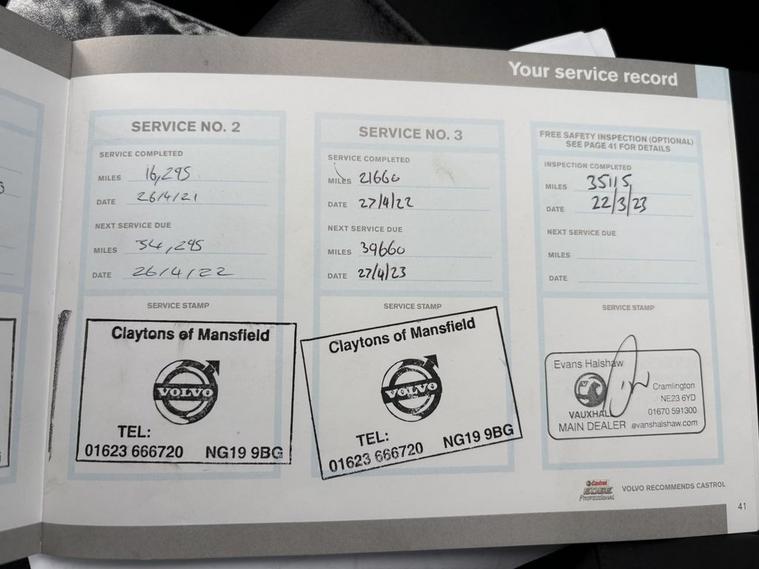 Your service record
SERVICE NO. 2
SERVICE COMPLETED
MILES 16,295
DATE 26/4/21
NEXT SERVICE DUE
MILES 34,295
DATE 26/4/22
SERVICE STAMP
Claytons of Mansfield
VOLVO
TEL:
01623 666720 NG19 9BG
SERVICE NO. 3
SERVICE COMPLETED
MILES 21660
DATE 27/4/22
NEXT SERVICE DUE
MILES 39660
DATE 27/4/23
SERVICE STAMP
Claytons of Mansfield
VOLVO
TEL:
01623 666720 NG19 9BG
FREE SAFETY INSPECTION (OPTIONAL)
SEE PAGE 41 FOR DETAILS
INSPECTION COMPLETED
MILES 35115
DATE 22/3/23
NEXT SERVICE DUE
MILES
DATE
SERVICE STAMP
Evans Halshaw
Cramlington
NE23 6YD
VAUXHALL 01670 591300
MAIN DEALER evanshalshaw.com
Castrol
EDGE
PROFESSIONAL
VOLVO RECOMMENDS CASTROL
41